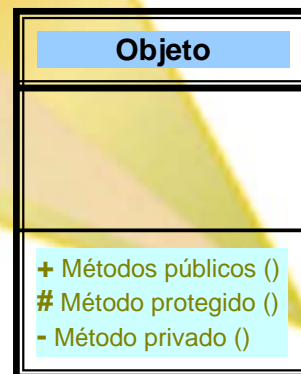 Objeto
+ Métodos públicos ()
# Método protegido ()
- Método privado ()